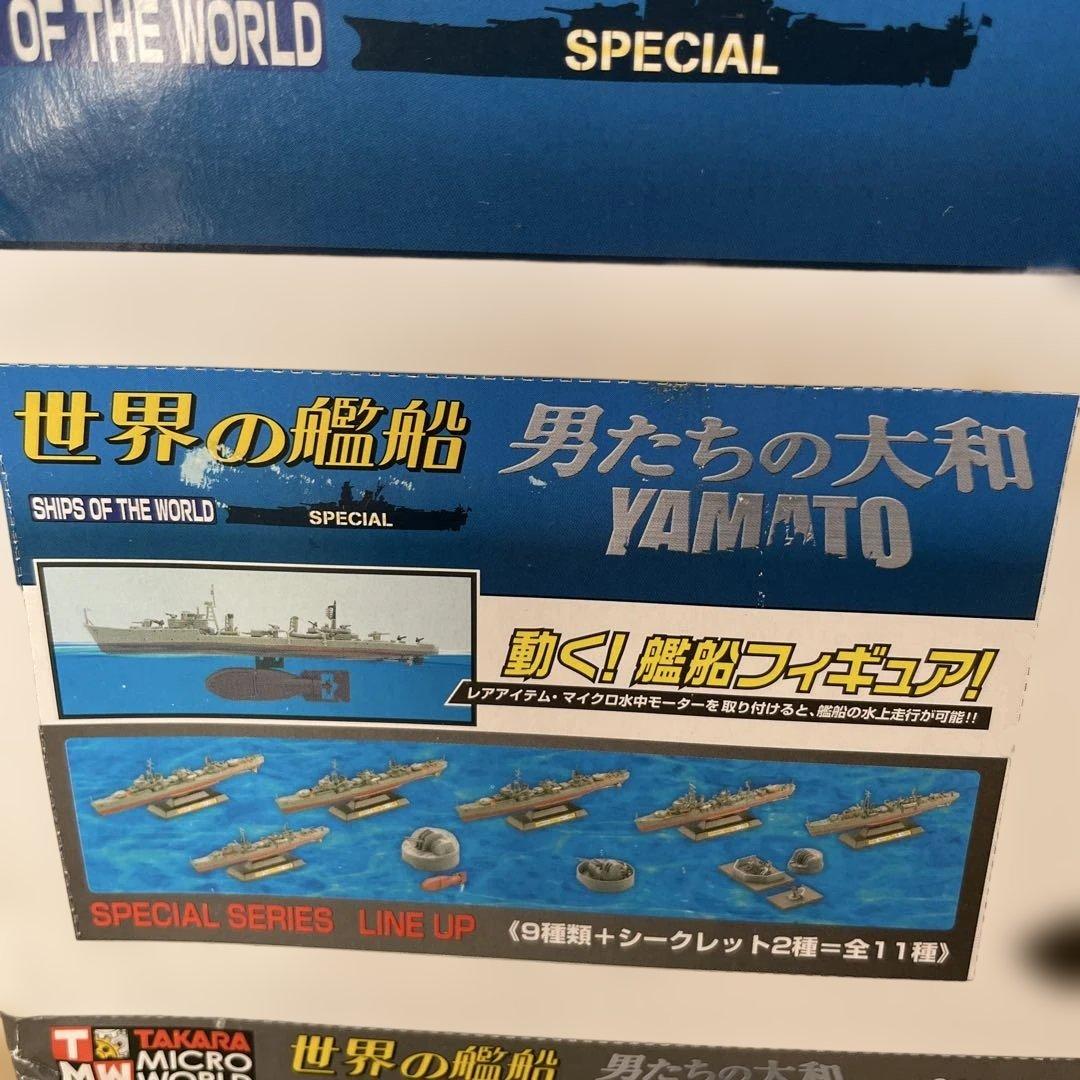 OF THE WORLD
SPECIAL
世界の艦船
男たちの大和
SHIPS OF THE WORLD
SPECIAL
YAMATO
動く!艦船フィギュア!
レアアイテム・マイクロ水中モーターを取り付けると、艦船の水上走行が可能!!
SPECIAL SERIES LINE UP
《9種類+シークレット2種=全11種》
TMW
TAKARA
MICRO
WORLD
世界の艦船
男たちの大和